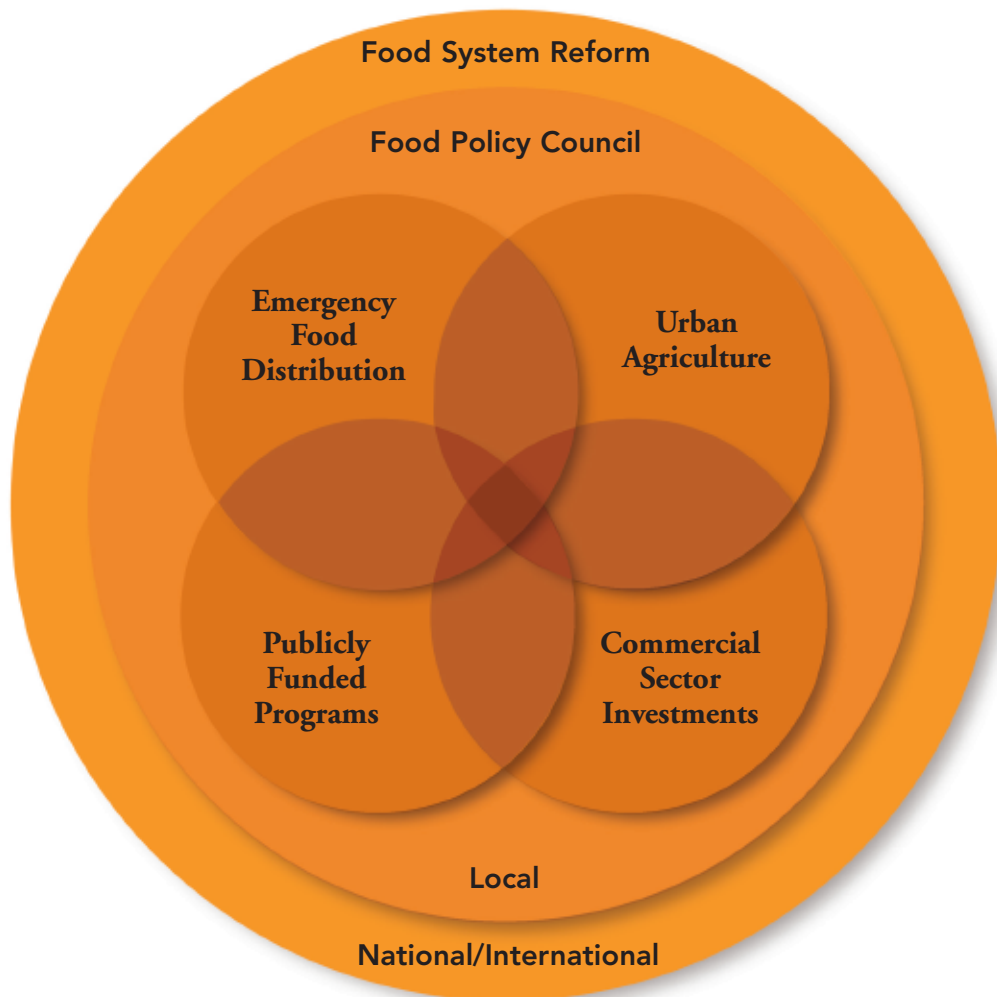 Food System Reform
Food Policy Council
Emergency
Food
Distribution
Urban
Agriculture
Publicly
Funded
Programs
Commercial
Sector
Investments
Local
National/International